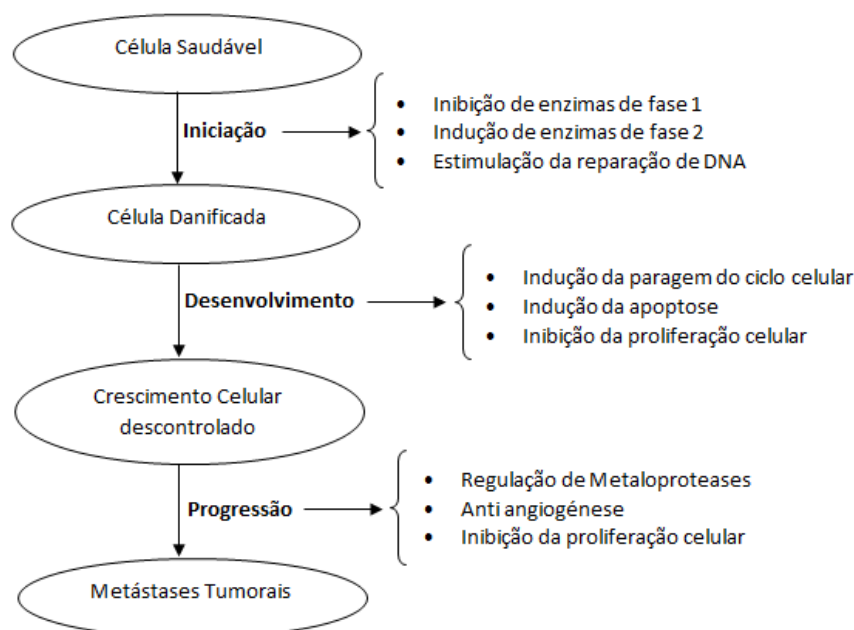 Célula Saudável
Iniciação
• Inibição de enzimas de fase 1
• Indução de enzimas de fase 2
• Estimulação da reparação de DNA
Célula Danificada
Desenvolvimento
• Indução da paragem do ciclo celular
• Indução da apoptose
• Inibição da proliferação celular
Crescimento Celular
descontrolado
Progressão
• Regulação de Metaloproteases
• Anti angiogénese
• Inibição da proliferação celular
Metástases Tumorais